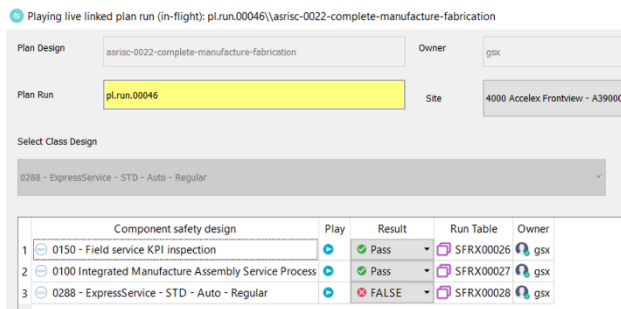 Playing live linked plan run (in-flight): pl.run.00046\\asrisc-0022-complete-manufacture-fabrication
Plan Design asrisc-0022-complete-manufacture-fabrication Owner gsx
Plan Run pl.run.00046 Site 4000 Accelex Frontview - A39000
Select Class Design
0288 - ExpressService - STD - Auto - Regular
Component safety design Play Result Run Table Owner
1 0150 - Field service KPI inspection Pass SFRX00026 gsx
2 0100 Integrated Manufacture Assembly Service Process Pass SFRX00027 gsx
3 0288 - ExpressService - STD - Auto - Regular FALSE SFRX00028 gsx